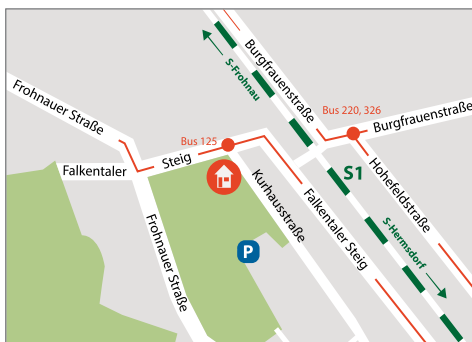 S-Frohnau
Burgfrauenstraße
Frohnauer Straße
Bus 220, 326
Burgfrauenstraße
Bus 125
Steig
Falkentaler
S1
Hohefeldstraße
Kurhausstraße
Falkentaler Steig
Frohnauer Straße
S-Hermsdorf
P